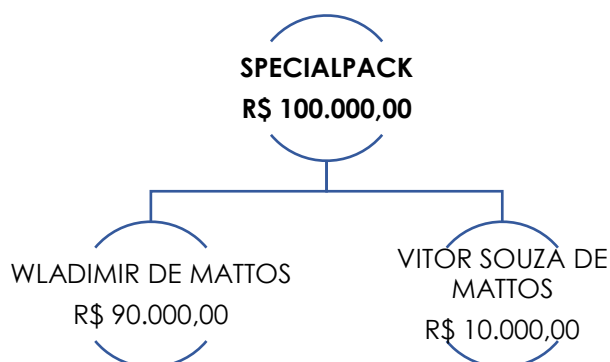 SPECIALPACK
R$ 100.000,00
WLADIMIR DE MATTOS
R$ 90.000,00
VITOR SOUZA DE
MATTOS
R$ 10.000,00